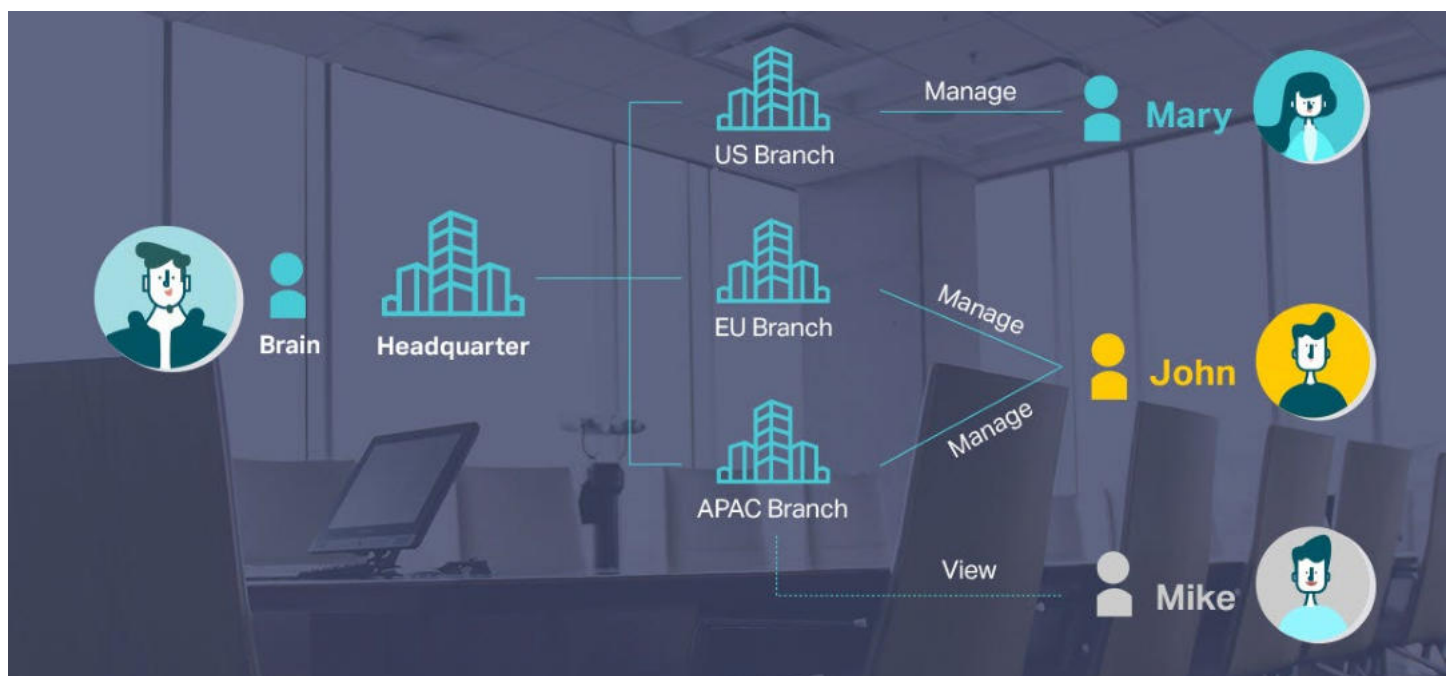 Manage
Mary
US Branch
Brain
Headquarter
EU Branch
Manage
John
Manage
APAC Branch
View
Mike